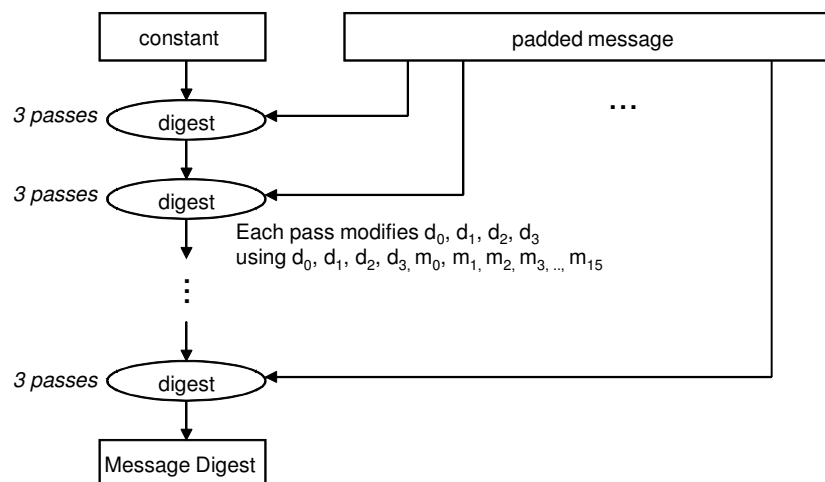 constant
padded message
...
3 passes
digest
3 passes
digest
Each pass modifies d₀, d₁, d₂, d₃
using d₀, d₁, d₂, d₃, m₀, m₁, m₂, m₃, .., m₁₅
...
3 passes
digest
Message Digest